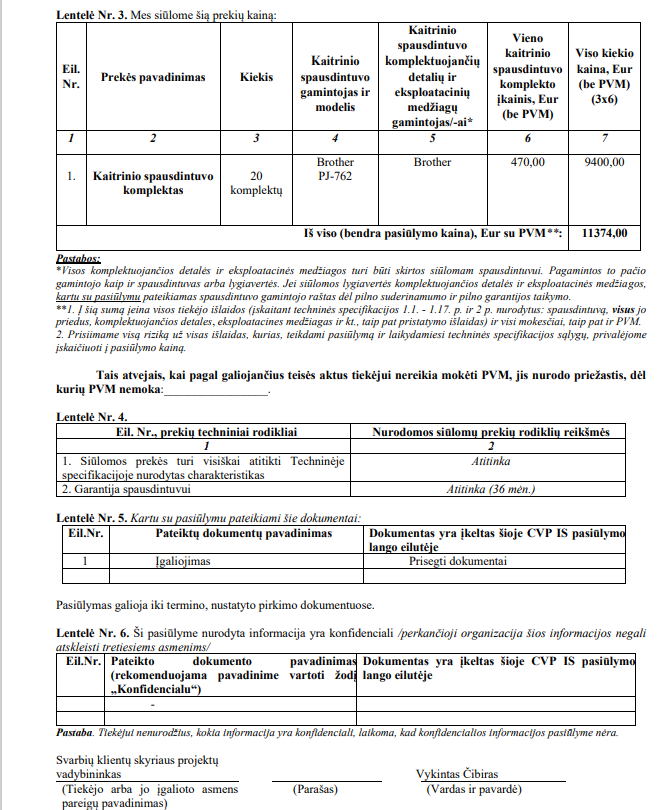 Lentelė Nr. 3. Mes siūlome šią prekių kainą:
Eil. Nr. Prekės pavadinimas Kiekis Kaitrinio spausdintuvo gamintojas ir modelis Kaitrinio spausdintuvo komplektuojančių detalių ir eksploatacinių medžiagų gamintojas/-ai* Vieno kaitrinio spausdintuvo komplekto įkainis, Eur (be PVM) Viso kiekio kaina, Eur (be PVM) (3x6)
1 2 3 4 5 6 7
1. Kaitrinio spausdintuvo komplektas 20 komplektų Brother PJ-762 Brother 470,00 9400,00
Iš viso (bendra pasiūlymo kaina), Eur su PVM**: 11374,00
Pastabos:
*Visos komplektuojančios detalės ir eksploatacinės medžiagos turi būti skirtos siūlomam spausdintuvui. Pagamintos to pačio
gamintojo kaip ir spausdintuvas arba lygiavertės. Jei siūlomos lygiavertės komplektuojančios detalės ir eksploatacinės medžiagos,
kartu su pasiūlymu pateikiamas spausdintuvo gamintojo raštas dėl pilno suderinamumo ir pilno garantijos taikymo.
**1. Į šią sumą įeina visos tiekėjo išlaidos (įskaitant techninės specifikacijos 1.1. - 1.17. p. ir 2 p. nurodytus: spausdintuvą, visus jo
priedus, komplektuojančios detales, eksploatacines medžiagas ir kt., taip pat pristatymo išlaidas) ir visi mokesčiai, taip pat ir PVM.
2. Prisiimame visą riziką už visas išlaidas, kurias, teikdami pasiūlymą ir laikydamiesi techninės specifikacijos sąlygų, privalėjome
įskaičiuoti į pasiūlymo kainą.
Tais atvejais, kai pagal galiojančius teisės aktus tiekėjui nereikia mokėti PVM, jis nurodo priežastis, dėl
kurių PVM nemoka:__________________.
Lentelė Nr. 4.
Eil. Nr., prekių techniniai rodikliai Nurodomos siūlomų prekių rodiklių reikšmės
1 2
1. Siūlomos prekės turi visiškai atitikti Techninėje specifikacijoje nurodytas charakteristikas Atitinka
2. Garantija spausdintuvui Atitinka (36 mėn.)
Lentelė Nr. 5. Kartu su pasiūlymu pateikiami šie dokumentai:
Eil.Nr. Pateiktų dokumentų pavadinimas Dokumentas yra įkeltas šioje CVP IS pasiūlymo lango eilutėje
1 Įgaliojimas Prisegti dokumentai
Pasiūlymas galioja iki termino, nustatyto pirkimo dokumentuose.
Lentelė Nr. 6. Ši pasiūlyme nurodyta informacija yra konfidenciali /perkančioji organizacija šios informacijos negali
atskleisti tretiesiems asmenims/
Eil.Nr. Pateikto dokumento pavadinimas (rekomenduojama pavadinime vartoti žodį „Konfidencialu“) Dokumentas yra įkeltas šioje CVP IS pasiūlymo lango eilutėje
-
Pastaba. Tiekėjui nenurodžius, kokia informacija yra konfidenciali, laikoma, kad konfidencialios informacijos pasiūlyme nėra.
Svarbių klientų skyriaus projektų
vadybininkas Vykintas Čibiras
(Tiekėjo arba jo įgalioto asmens pareigų pavadinimas) (Parašas) (Vardas ir pavardė)